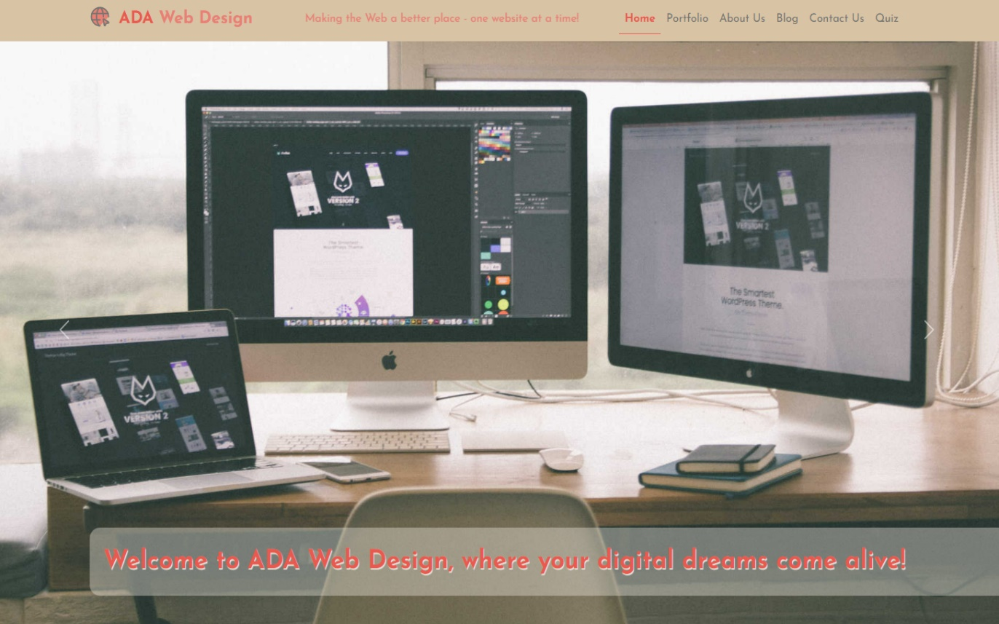 ADA Web Design
Making the Web a better place - one website at a time!
Home Portfolio About Us Blog Contact Us Quiz
VERSION 2
The Smartest
WordPress Theme
VERSION 2
The Smartest
WordPress Theme.
VERSION 2
Welcome to ADA Web Design, where your digital dreams come alive!